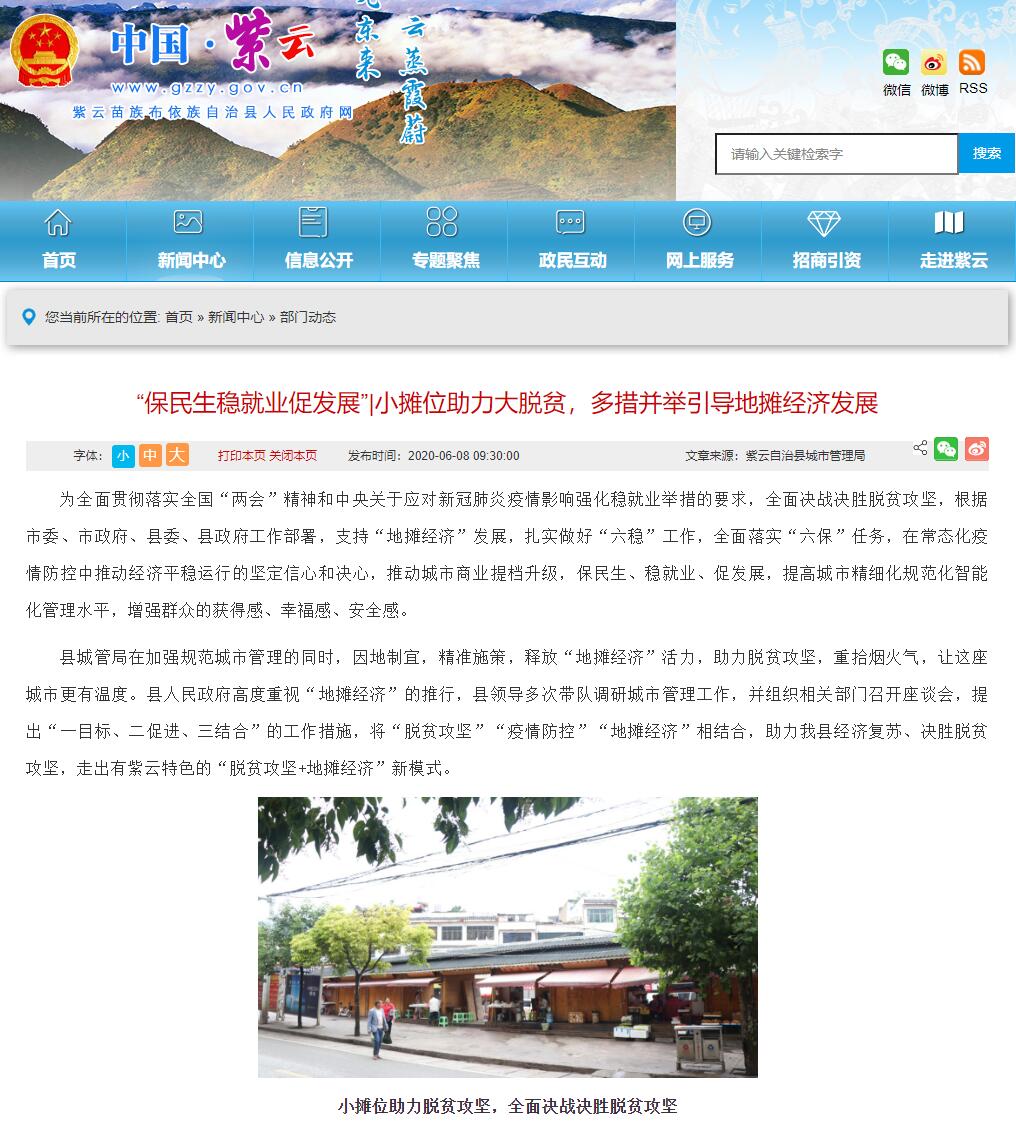 中国·紫云
www.gzzy.gov.cn
紫云苗族布依族自治县人民政府网
东来
云蒸霞蔚
微信 微博 RSS
请输入关键检索字 搜索
首页 新闻中心 信息公开 专题聚焦 政民互动 网上服务 招商引资 走进紫云
您当前所在的位置: 首页 » 新闻中心 » 部门动态
“保民生稳就业促发展”|小摊位助力大脱贫，多措并举引导地摊经济发展
字体： 小 中 大 打印本页 关闭本页 发布时间：2020-06-08 09:30:00 文章来源：紫云自治县城市管理局
为全面贯彻落实全国“两会”精神和中央关于应对新冠肺炎疫情影响强化稳就业举措的要求，全面决战决胜脱贫攻坚，根据
市委、市政府、县委、县政府工作部署，支持“地摊经济”发展，扎实做好“六稳”工作，全面落实“六保”任务，在常态化疫
情防控中推动经济平稳运行的坚定信心和决心，推动城市商业提档升级，保民生、稳就业、促发展，提高城市精细化规范化智能
化管理水平，增强群众的获得感、幸福感、安全感。
县城管局在加强规范城市管理的同时，因地制宜，精准施策，释放“地摊经济”活力，助力脱贫攻坚，重拾烟火气，让这座
城市更有温度。县人民政府高度重视“地摊经济”的推行，县领导多次带队调研城市管理工作，并组织相关部门召开座谈会，提
出“一目标、二促进、三结合”的工作措施，将“脱贫攻坚”“疫情防控”“地摊经济”相结合，助力我县经济复苏、决胜脱贫
攻坚，走出有紫云特色的“脱贫攻坚+地摊经济”新模式。
小摊位助力脱贫攻坚，全面决战决胜脱贫攻坚